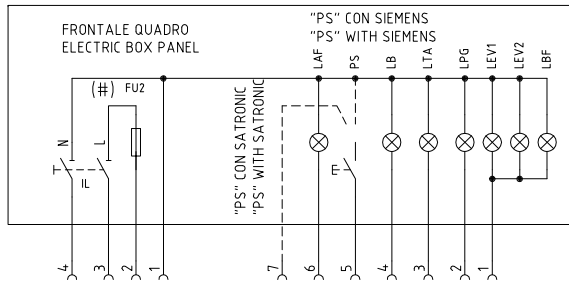 FRONTALE QUADRO
ELECTRIC BOX PANEL
"PS" CON SIEMENS
"PS" WITH SIEMENS
LAF
PS
LB
LTA
LPG
LEV1
LEV2
LBF
(#) FU2
"PS" CON SATRONIC
"PS" WITH SATRONIC
N
L
IL
E
4
3
2
1
7
6
5
4
3
2
1